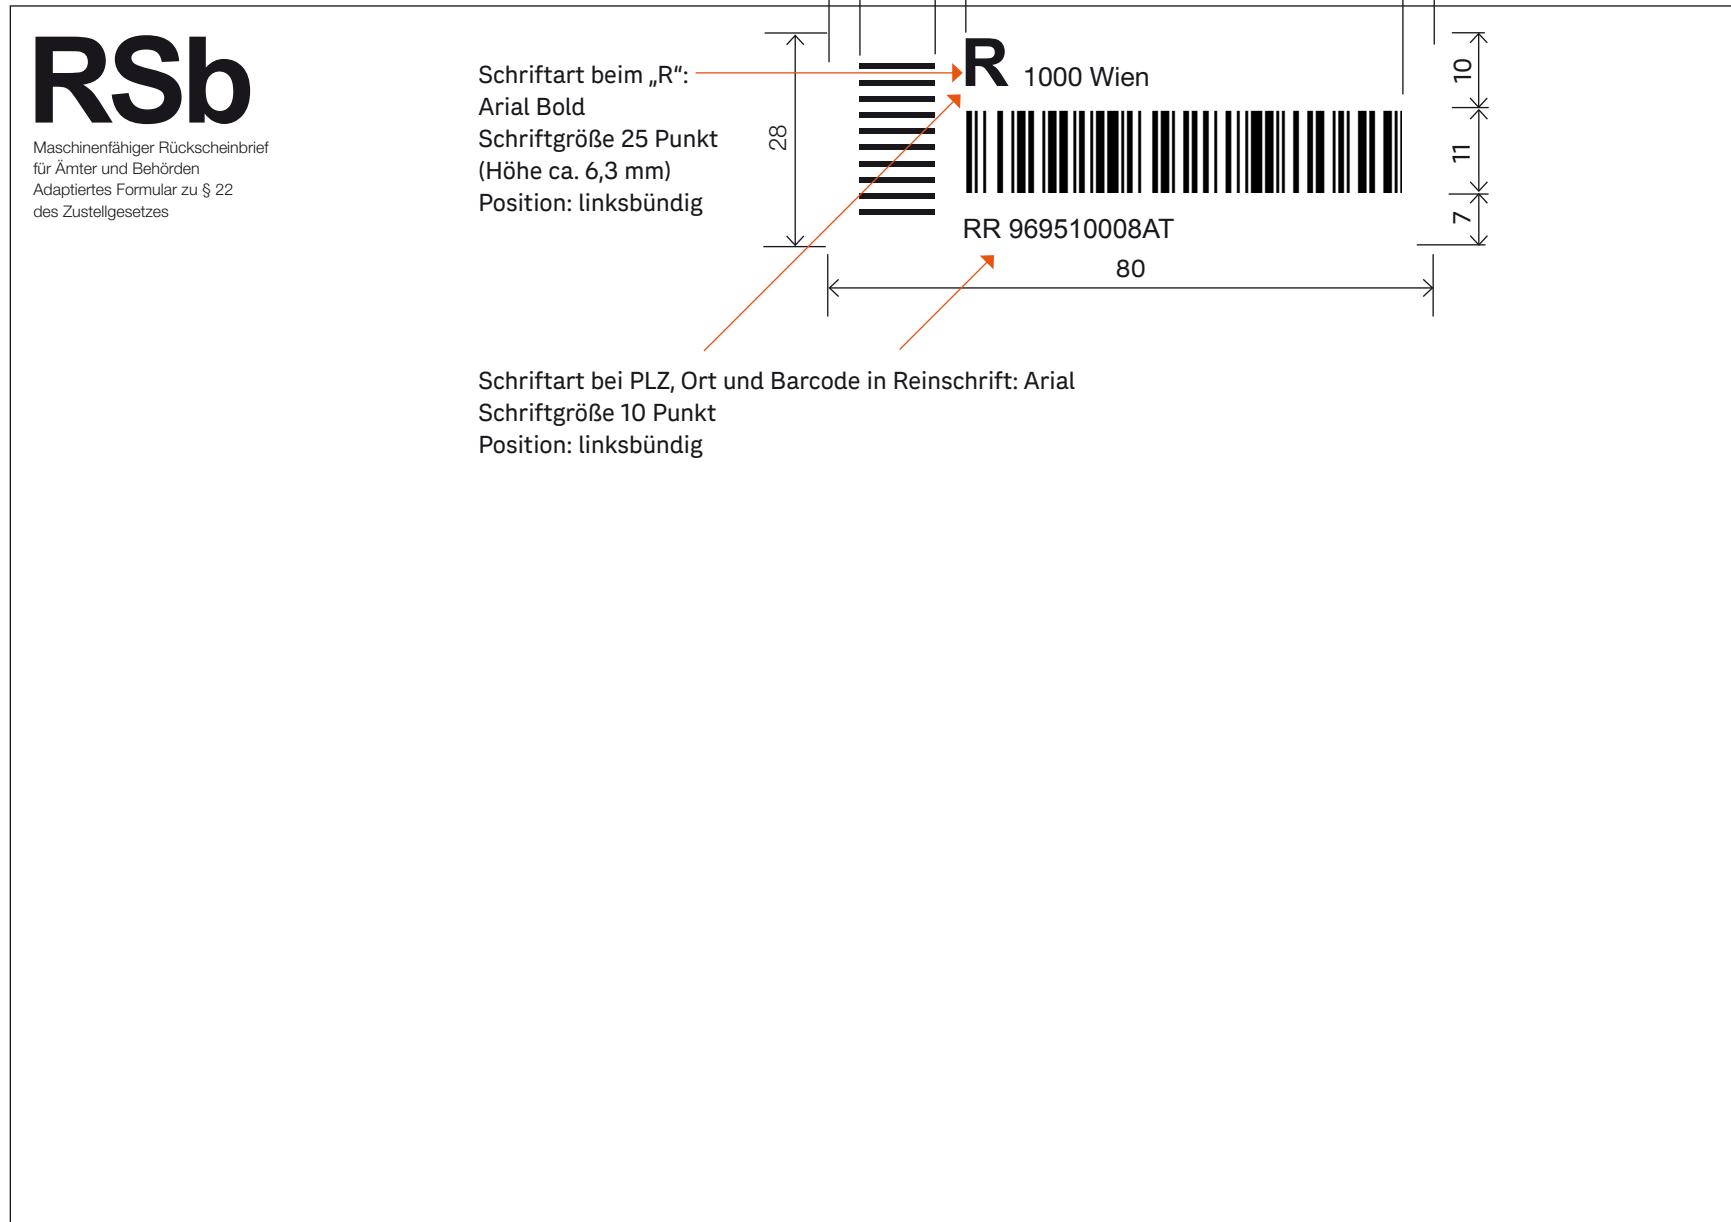 RSb
Maschinenfähiger Rückscheinbrief
für Ämter und Behörden
Adaptiertes Formular zu § 22
des Zustellgesetzes
Schriftart beim „R“:
Arial Bold
Schriftgröße 25 Punkt
(Höhe ca. 6,3 mm)
Position: linksbündig
28
R 1000 Wien
RR 969510008AT
80
10
11
7
Schriftart bei PLZ, Ort und Barcode in Reinschrift: Arial
Schriftgröße 10 Punkt
Position: linksbündig